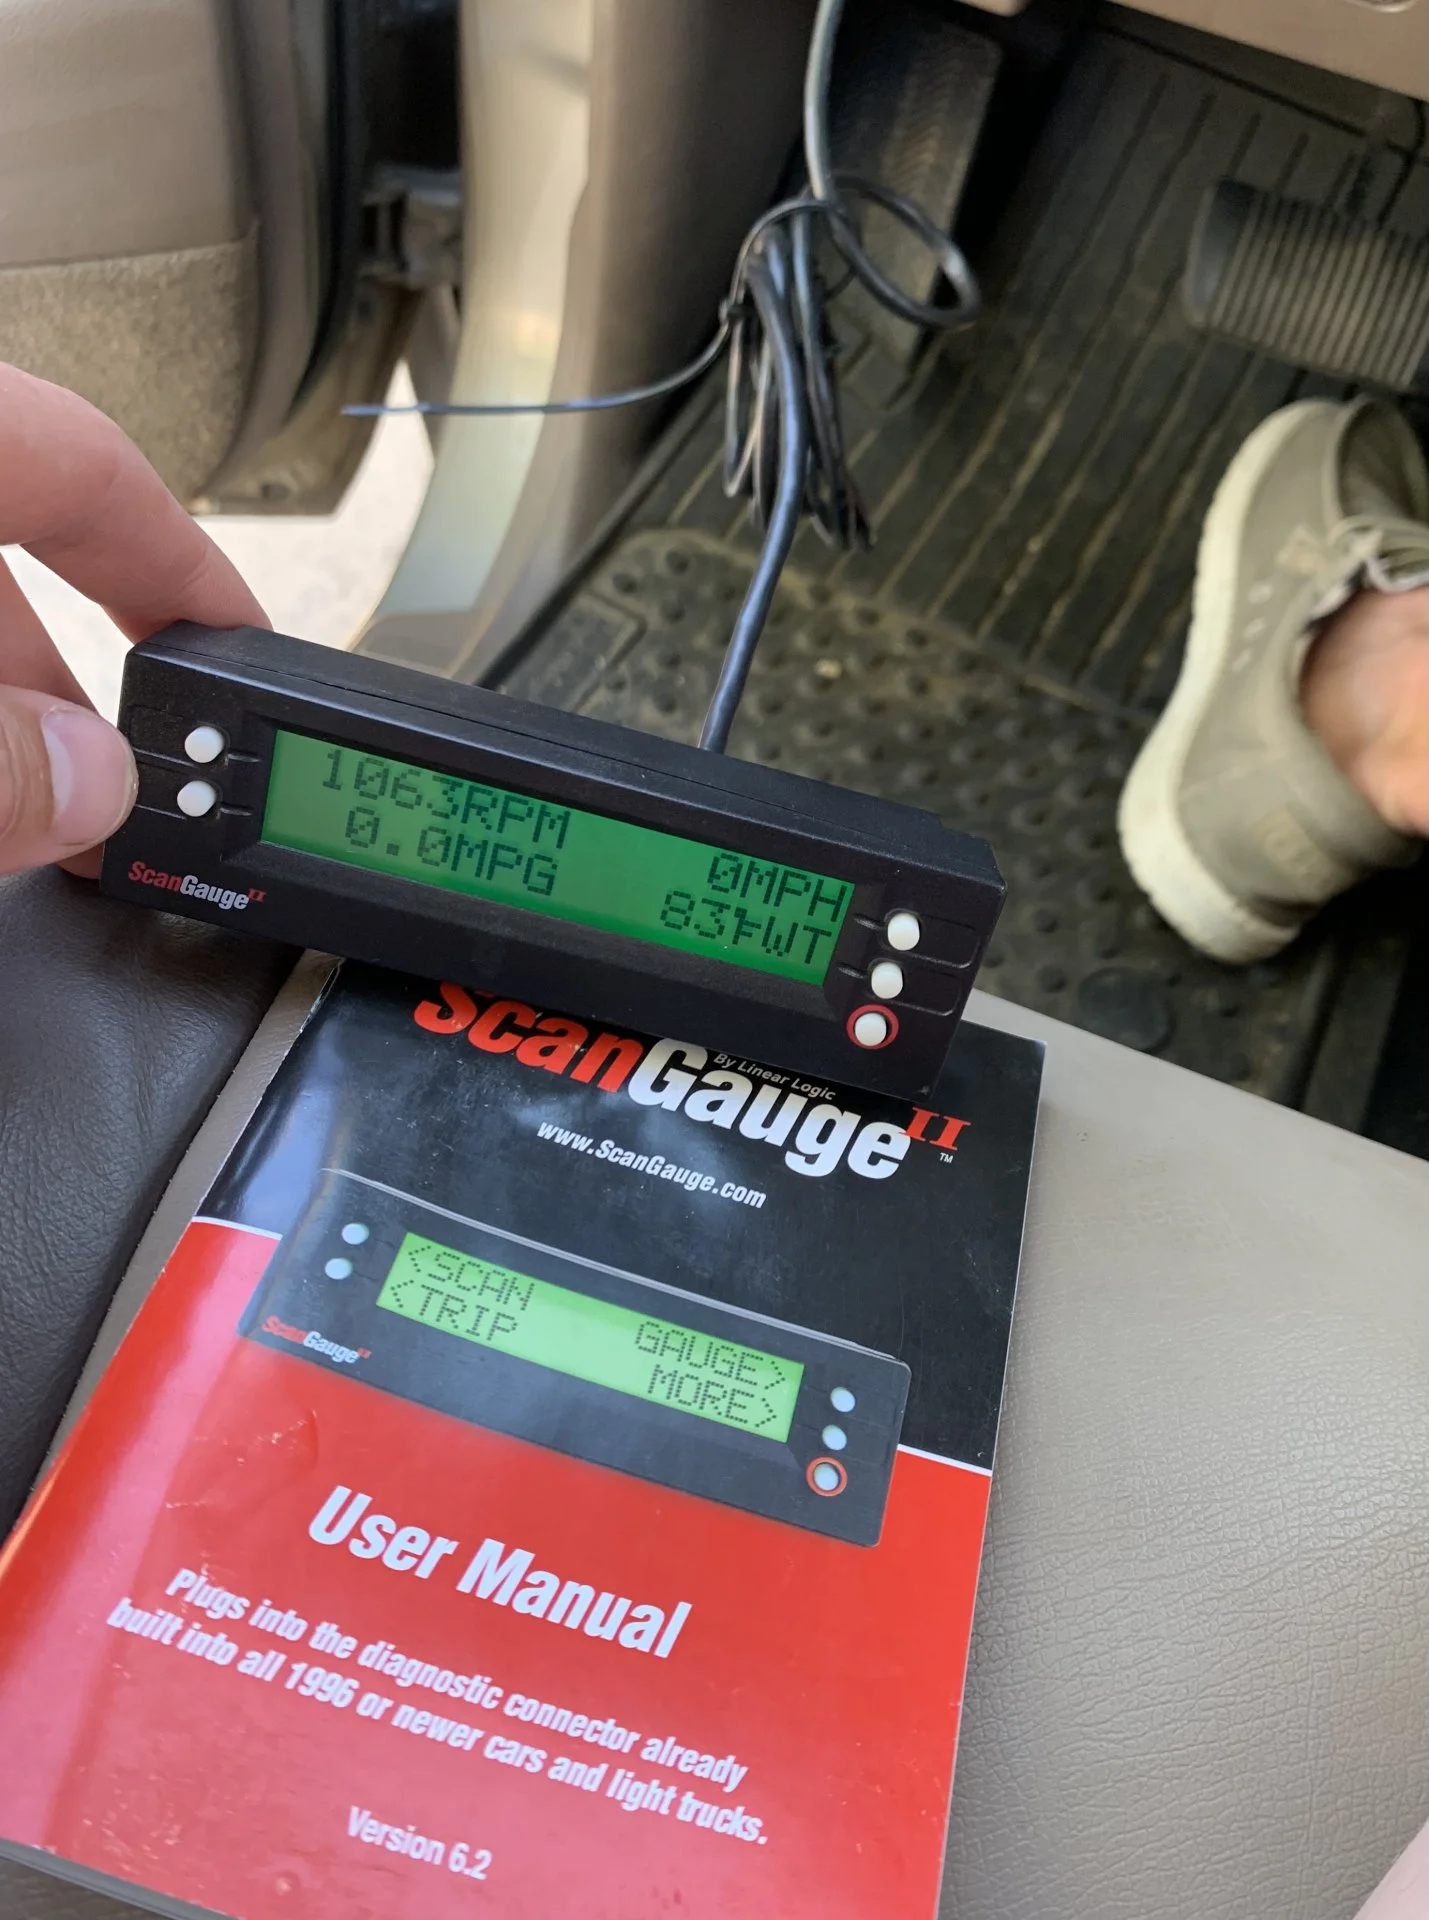 1063RPM 0MPH
0.0MPG 83FWT
ScanGauge II
ScanGauge II ™
By Linear Logic
www.ScanGauge.com
<SCAN GAUGE>
<TRIP MORE>
ScanGauge II
User Manual
Plugs into the diagnostic connector already
built into all 1996 or newer cars and light trucks.
Version 6.2